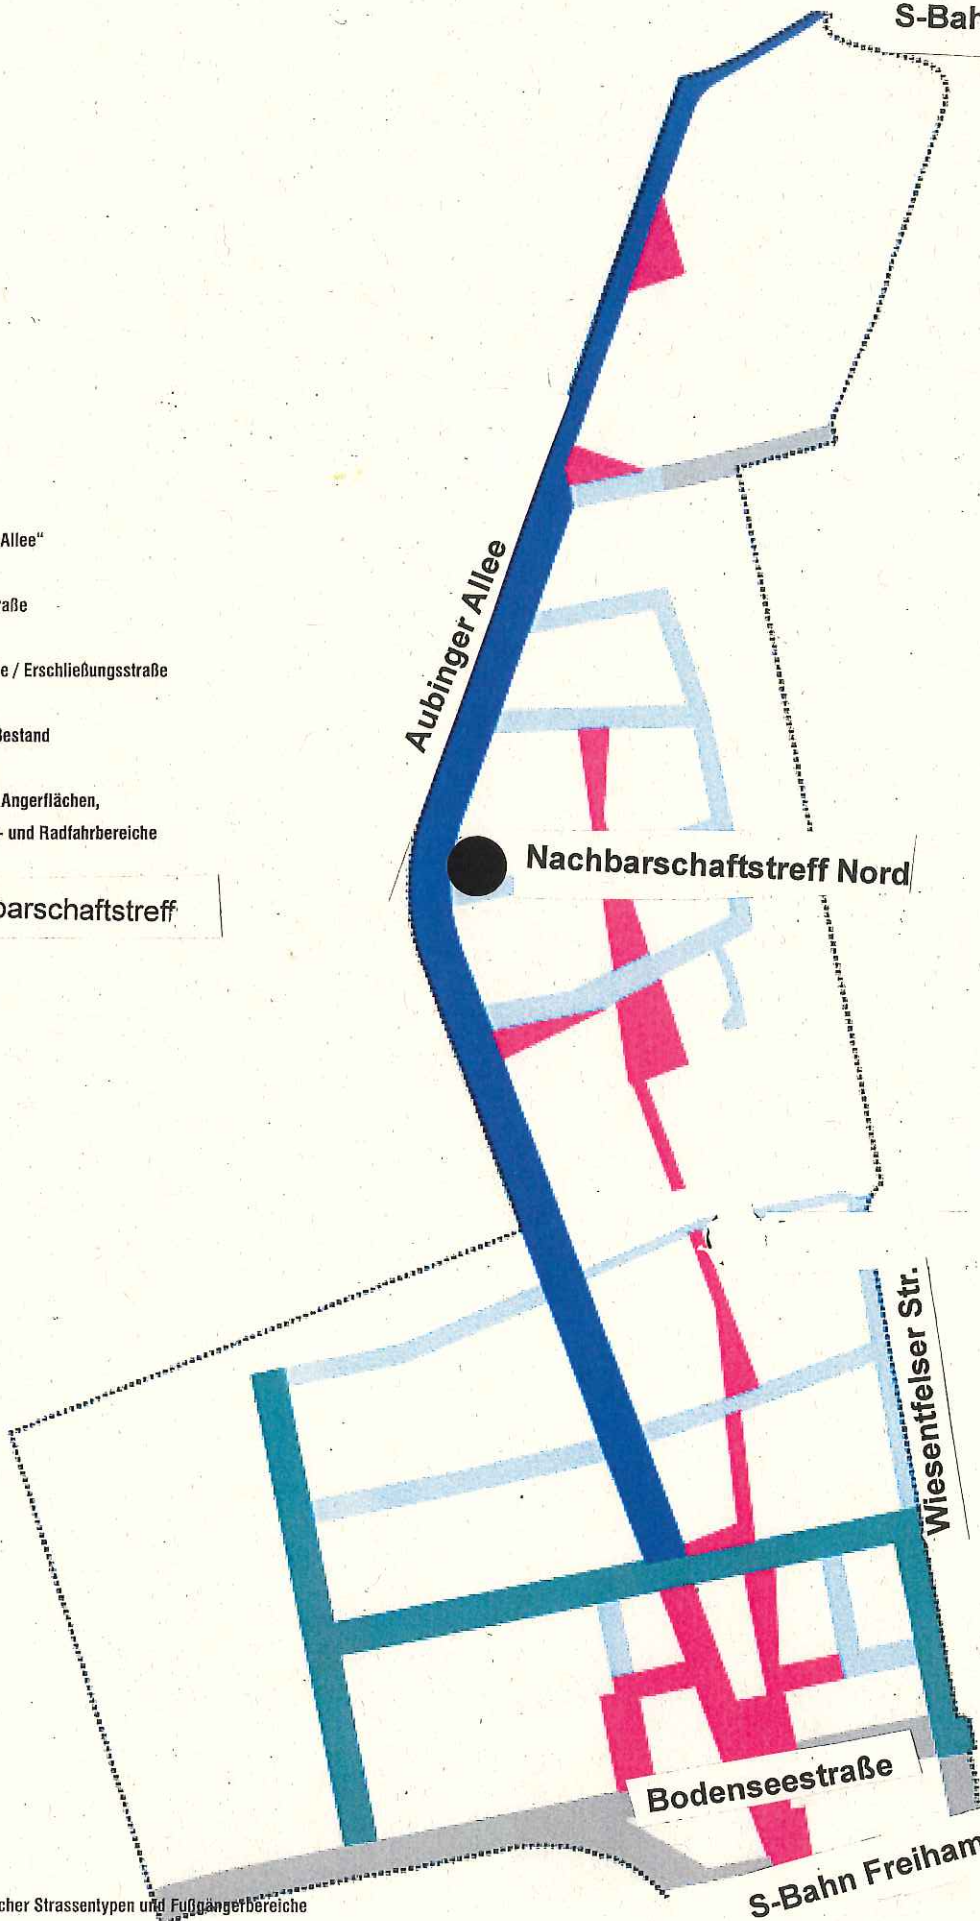 S-Bah
Allee“
raße
e / Erschließungsstraße
Bestand
Angerflächen,
- und Radfahrbereiche
barschaftstreff
Aubinger Allee
Nachbarschaftstreff Nord
Wiesentfelser Str.
Bodenseestraße
S-Bahn Freiham
cher Strassentypen und Fußgängerbereiche